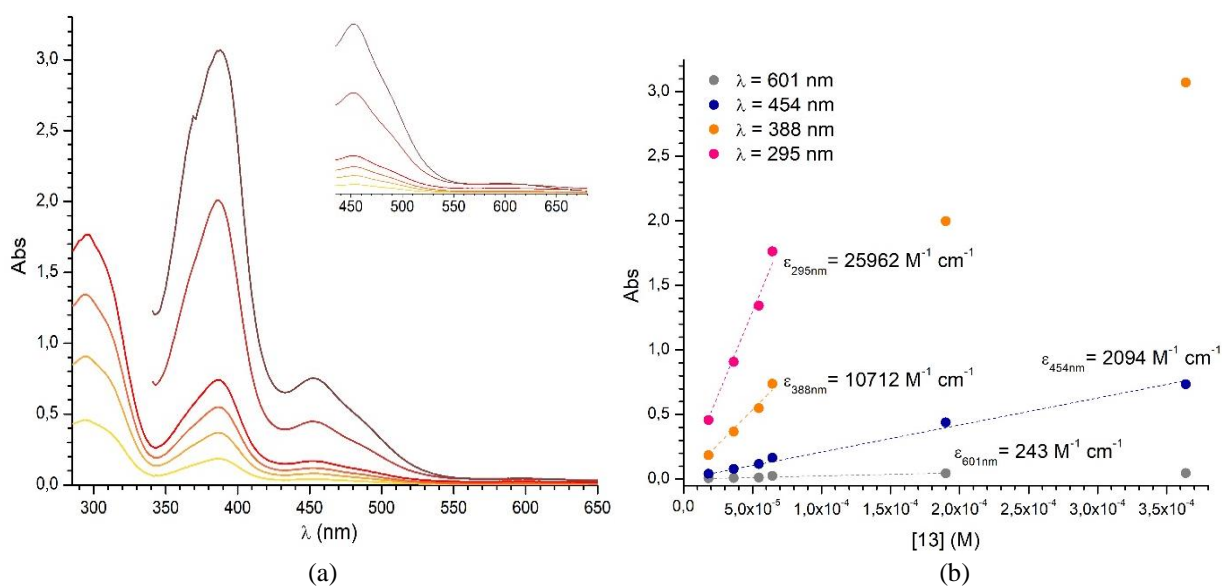 3,0
2,5
2,0
1,5
1,0
0,5
0,0
Abs
300 350 400 450 500 550 600 650
λ (nm)
450 500 550 600 650
(a)
λ = 601 nm
λ = 454 nm
λ = 388 nm
λ = 295 nm
3,0
2,5
2,0
1,5
1,0
0,5
0,0
Abs
ε295nm= 25962 M⁻¹ cm⁻¹
ε454nm= 2094 M⁻¹ cm⁻¹
ε388nm= 10712 M⁻¹ cm⁻¹
ε601nm= 243 M⁻¹ cm⁻¹
0,0 5,0x10⁻⁵ 1,0x10⁻⁴ 1,5x10⁻⁴ 2,0x10⁻⁴ 2,5x10⁻⁴ 3,0x10⁻⁴ 3,5x10⁻⁴
[13] (M)
(b)